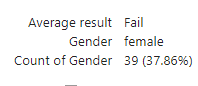 Average result Fail
Gender female
Count of Gender 39 (37.86%)